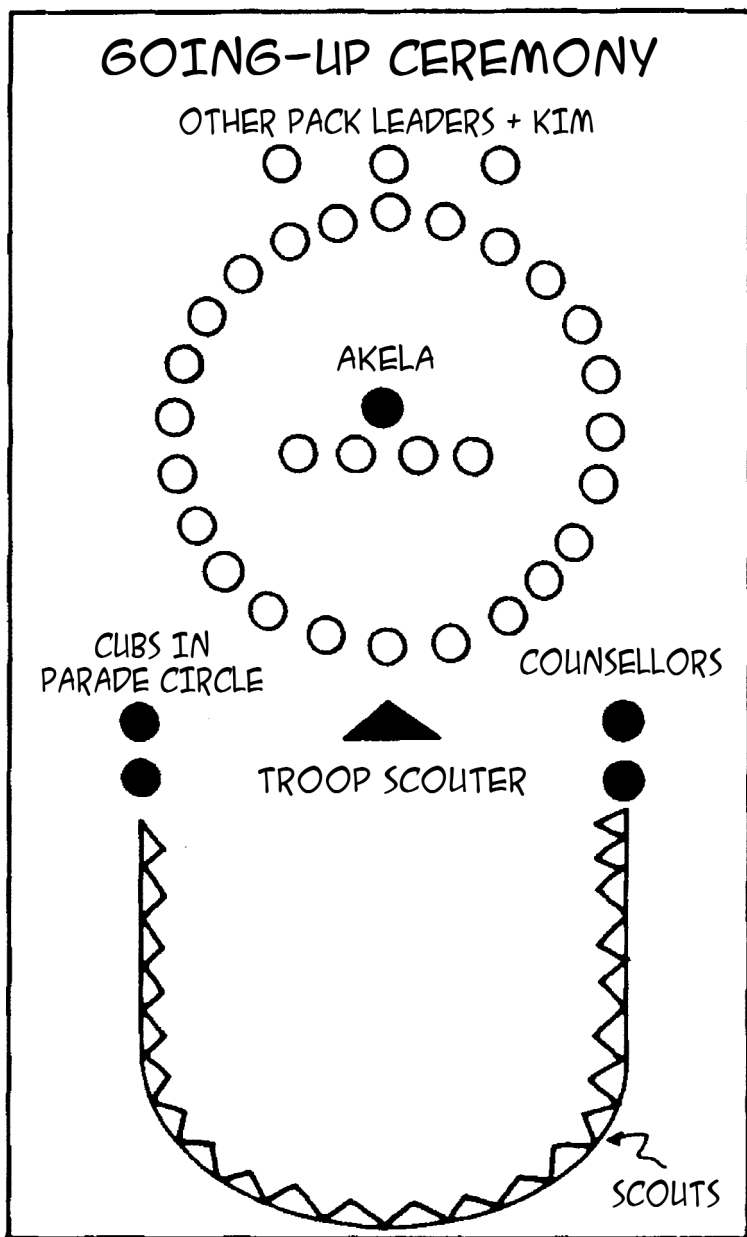 GOING-UP CEREMONY
OTHER PACK LEADERS + KIM
AKELA
CUBS IN
PARADE CIRCLE
COUNSELLORS
TROOP SCOUTER
SCOUTS